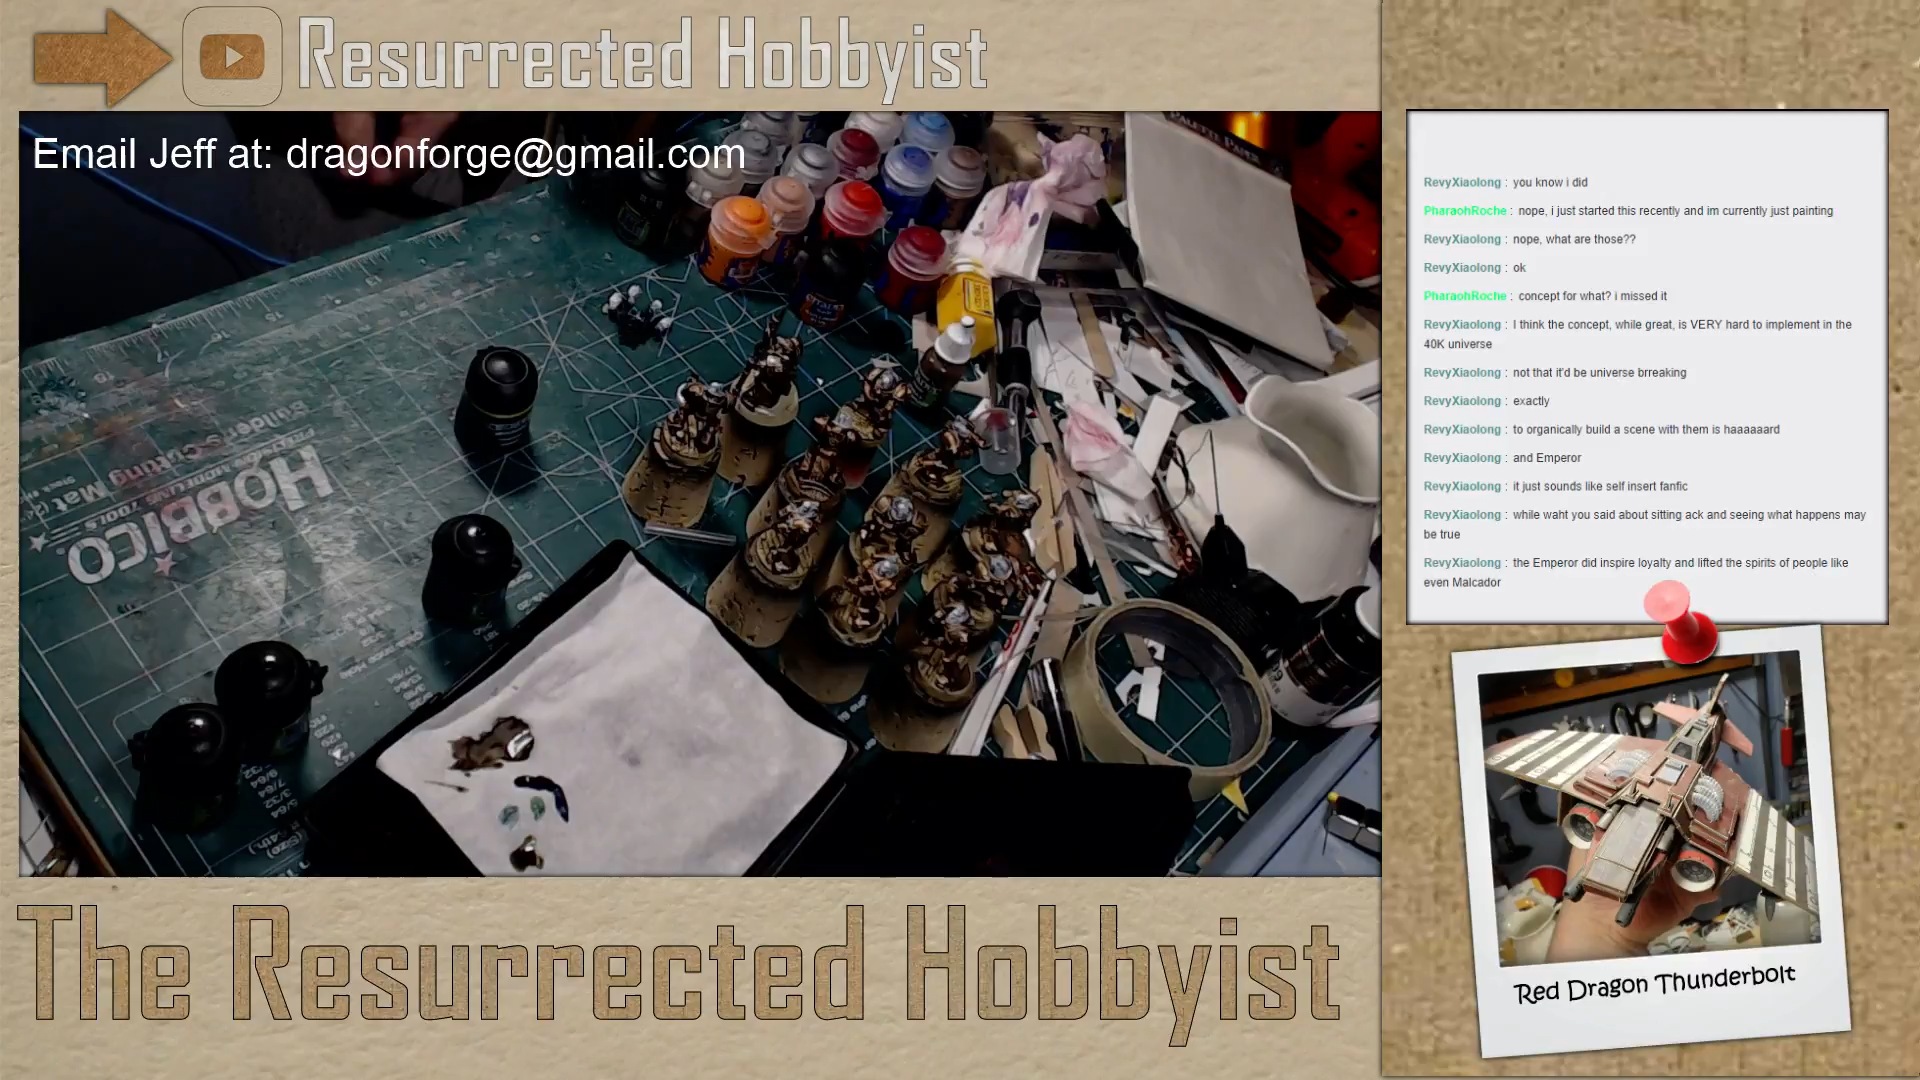 Resurrected Hobbyist
Email Jeff at: dragonforge@gmail.com
PALETTE PAPER
HOBBICO
TOOLS
RevyXiaolong : you know i did
PharaohRoche : nope, i just started this recently and im currently just painting
RevyXiaolong : nope, what are those??
RevyXiaolong : ok
PharaohRoche : concept for what? i missed it
RevyXiaolong : I think the concept, while great, is VERY hard to implement in the
40K universe
RevyXiaolong : not that it'd be universe brreaking
RevyXiaolong : exactly
RevyXiaolong : to organically build a scene with them is haaaaaard
RevyXiaolong : and Emperor
RevyXiaolong : it just sounds like self insert fanfic
RevyXiaolong : while waht you said about sitting ack and seeing what happens may
be true
RevyXiaolong : the Emperor did inspire loyalty and lifted the spirits of people like
even Malcador
Red Dragon Thunderbolt
The Resurrected Hobbyist